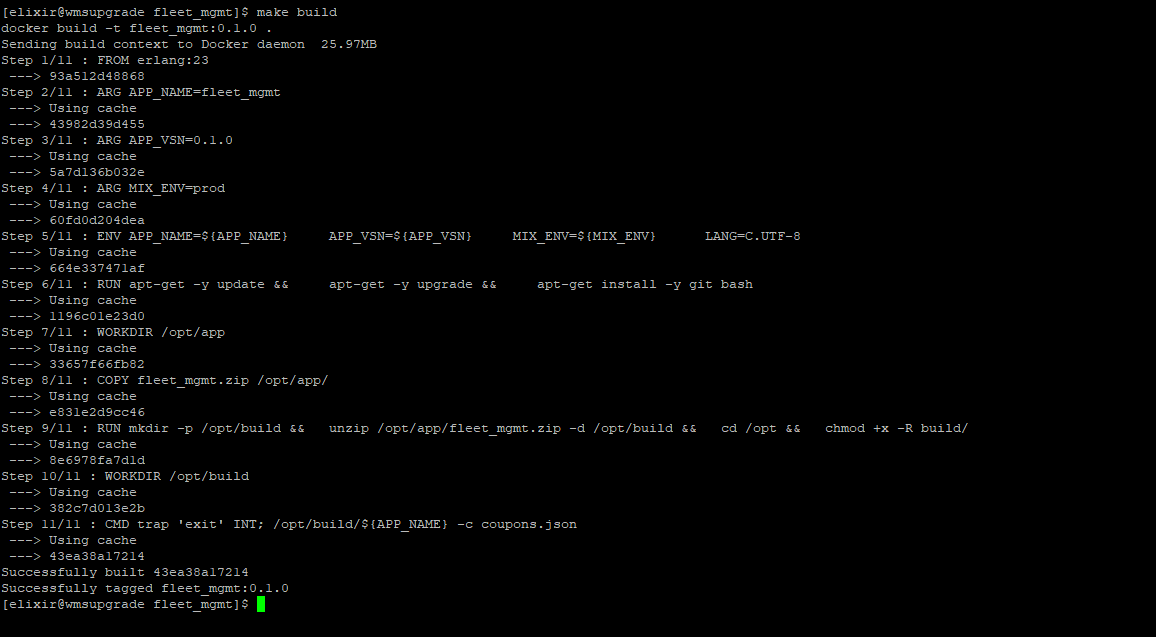 [elixir@wmsupgrade fleet_mgmt]$ make build
docker build -t fleet_mgmt:0.1.0 .
Sending build context to Docker daemon  25.97MB
Step 1/11 : FROM erlang:23
 ---> 93a512d48868
Step 2/11 : ARG APP_NAME=fleet_mgmt
 ---> Using cache
 ---> 43982d39d455
Step 3/11 : ARG APP_VSN=0.1.0
 ---> Using cache
 ---> 5a7d136b032e
Step 4/11 : ARG MIX_ENV=prod
 ---> Using cache
 ---> 60fd0d204dea
Step 5/11 : ENV APP_NAME=${APP_NAME}     APP_VSN=${APP_VSN}     MIX_ENV=${MIX_ENV}      LANG=C.UTF-8
 ---> Using cache
 ---> 664e337471af
Step 6/11 : RUN apt-get -y update &&     apt-get -y upgrade &&     apt-get install -y git bash
 ---> Using cache
 ---> 1196c01e23d0
Step 7/11 : WORKDIR /opt/app
 ---> Using cache
 ---> 33657f66fb82
Step 8/11 : COPY fleet_mgmt.zip /opt/app/
 ---> Using cache
 ---> e831e2d9cc46
Step 9/11 : RUN mkdir -p /opt/build &&   unzip /opt/app/fleet_mgmt.zip -d /opt/build &&   cd /opt &&   chmod +x -R build/
 ---> Using cache
 ---> 8e6978fa7d1d
Step 10/11 : WORKDIR /opt/build
 ---> Using cache
 ---> 382c7d013e2b
Step 11/11 : CMD trap 'exit' INT; /opt/build/${APP_NAME} -c coupons.json
 ---> Using cache
 ---> 43ea38a17214
Successfully built 43ea38a17214
Successfully tagged fleet_mgmt:0.1.0
[elixir@wmsupgrade fleet_mgmt]$